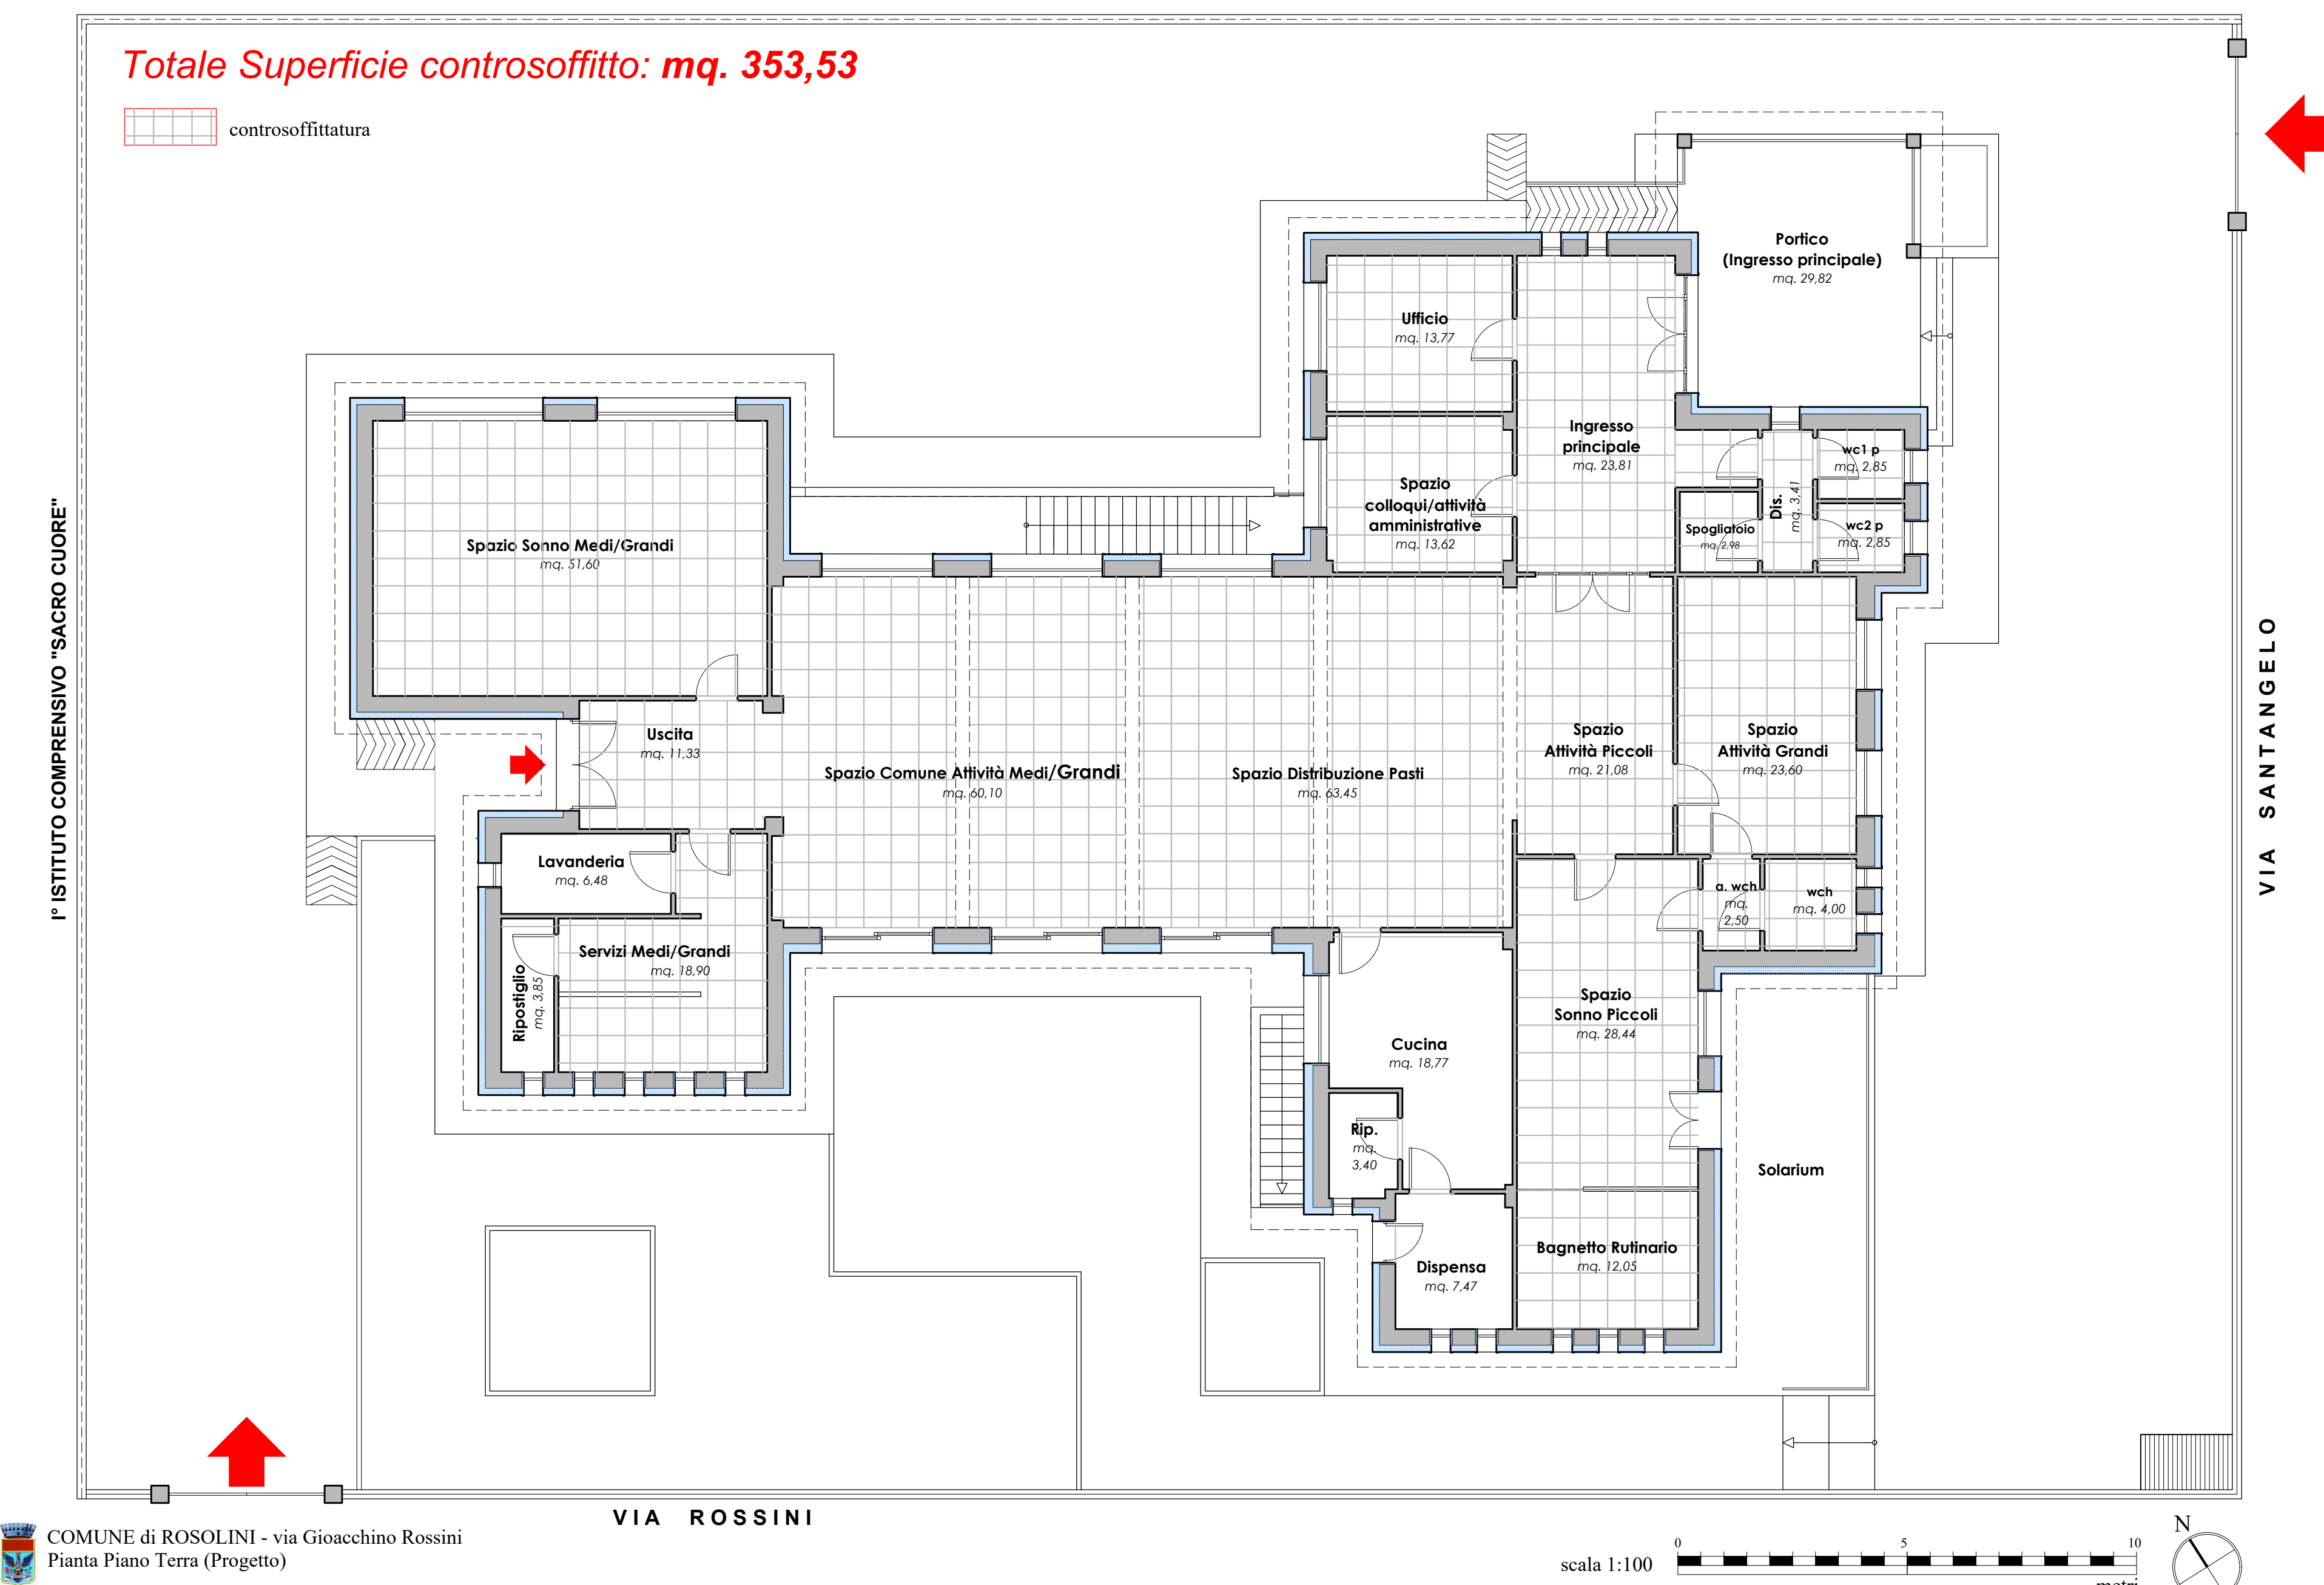 Totale Superficie controsoffitto: mq. 353,53
controsoffittatura
Portico
(Ingresso principale)
mq. 29,82
Ufficio
mq. 13,77
Ingresso
principale
mq. 23,81
wc1 p
mq. 2,85
Spazio
colloqui/attività
amministrative
mq. 13,62
Dis.
mq. 3,41
Spogliatoio
mq. 2,98
wc2 p
mq. 2,85
Spazio Sonno Medi/Grandi
mq. 51,60
I° ISTITUTO COMPRENSIVO "SACRO CUORE"
VIA SANTANGELO
Uscita
mq. 11,33
Spazio Comune Attività Medi/Grandi
mq. 60,10
Spazio Distribuzione Pasti
mq. 63,45
Spazio
Attività Piccoli
mq. 21,08
Spazio
Attività Grandi
mq. 23,60
Lavanderia
mq. 6,48
a. wch
mq.
2,50
wch
mq. 4,00
Servizi Medi/Grandi
mq. 18,90
Ripostiglio
mq. 3,85
Spazio
Sonno Piccoli
mq. 28,44
Cucina
mq. 18,77
Rip.
mq.
3,40
Solarium
Bagnetto Rutinario
mq. 12,05
Dispensa
mq. 7,47
VIA ROSSINI
COMUNE di ROSOLINI - via Gioacchino Rossini
Pianta Piano Terra (Progetto)
scala 1:100
0 5 10
metri
N